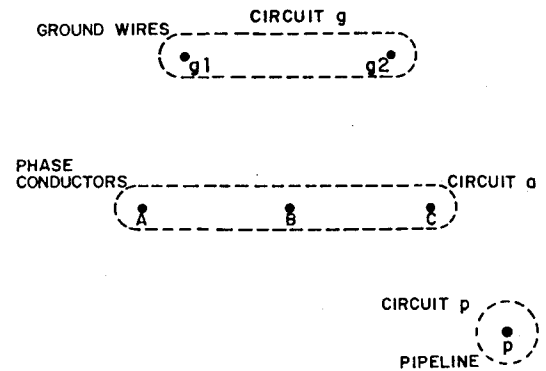 CIRCUIT g
GROUND WIRES
g1
g2
PHASE
CONDUCTORS
CIRCUIT a
A
B
C
CIRCUIT p
p
PIPELINE